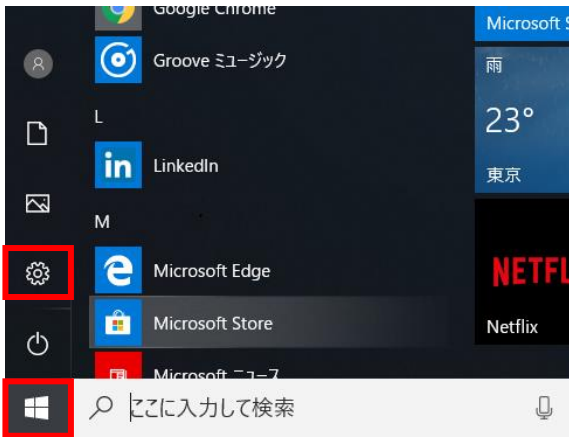 Google Chrome
Groove ミュージック
L
in
LinkedIn
M
Microsoft Edge
Microsoft Store
Microsoft ニュース
ここに入力して検索
Microsoft S
雨
23°
東京
NETFL
Netflix